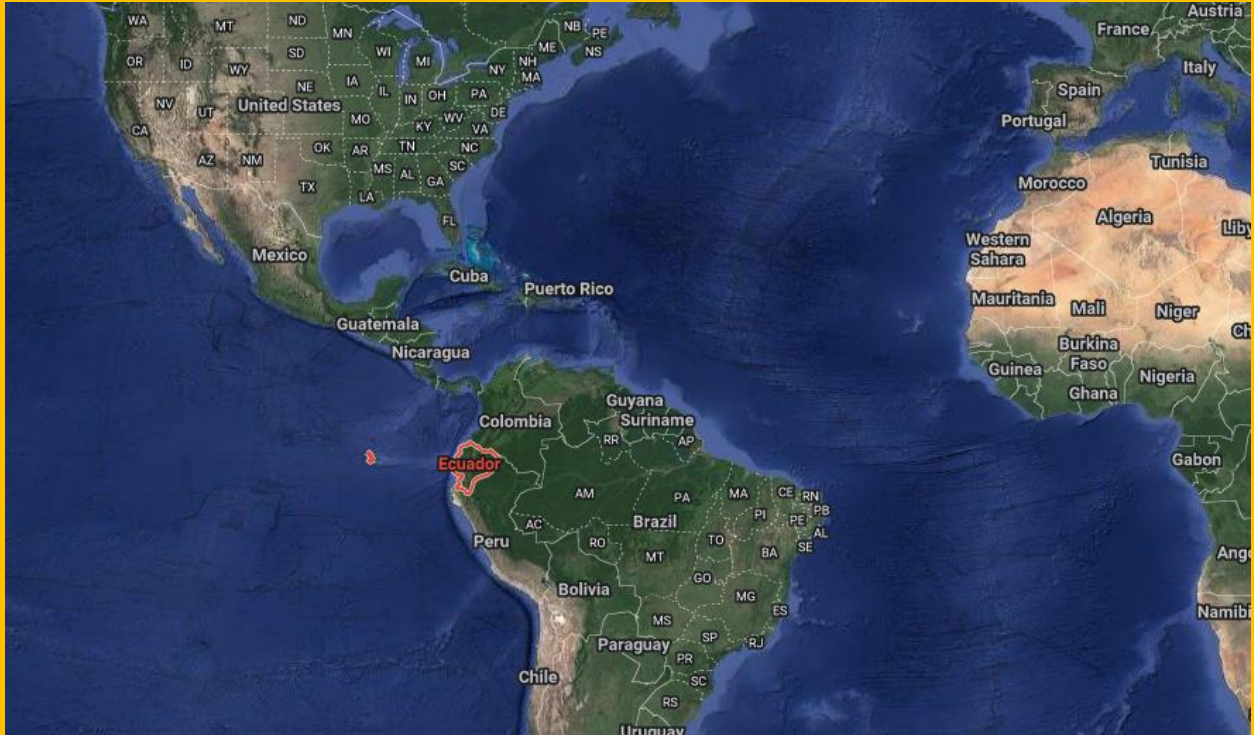 WA
MT
ND
MN
NB
PE
Austria
France
OR
ID
WY
SD
WI
MI
ME
NS
NY
NH
MA
Italy
NE
IA
IL
IN
OH
PA
Spain
NV
UT
United States
MO
KY
WV
DE
VA
Portugal
CA
AZ
NM
OK
AR
TN
NC
TX
LA
MS
AL
GA
SC
Tunisia
Morocco
FL
Algeria
Liby
Mexico
Cuba
Western
Sahara
Puerto Rico
Mauritania
Mali
Niger
Ch
Guatemala
Nicaragua
Burkina
Faso
Guinea
Nigeria
Ghana
Guyana
Suriname
Colombia
RR
AP
Ecuador
Gabon
AM
PA
MA
CE
RN
PB
PI
PE
AL
Brazil
AC
Peru
RO
MT
TO
BA
SE
Ango
Bolivia
GO
MG
ES
Namibi
MS
Paraguay
SP
RJ
PR
Chile
SC
RS
Uruguay